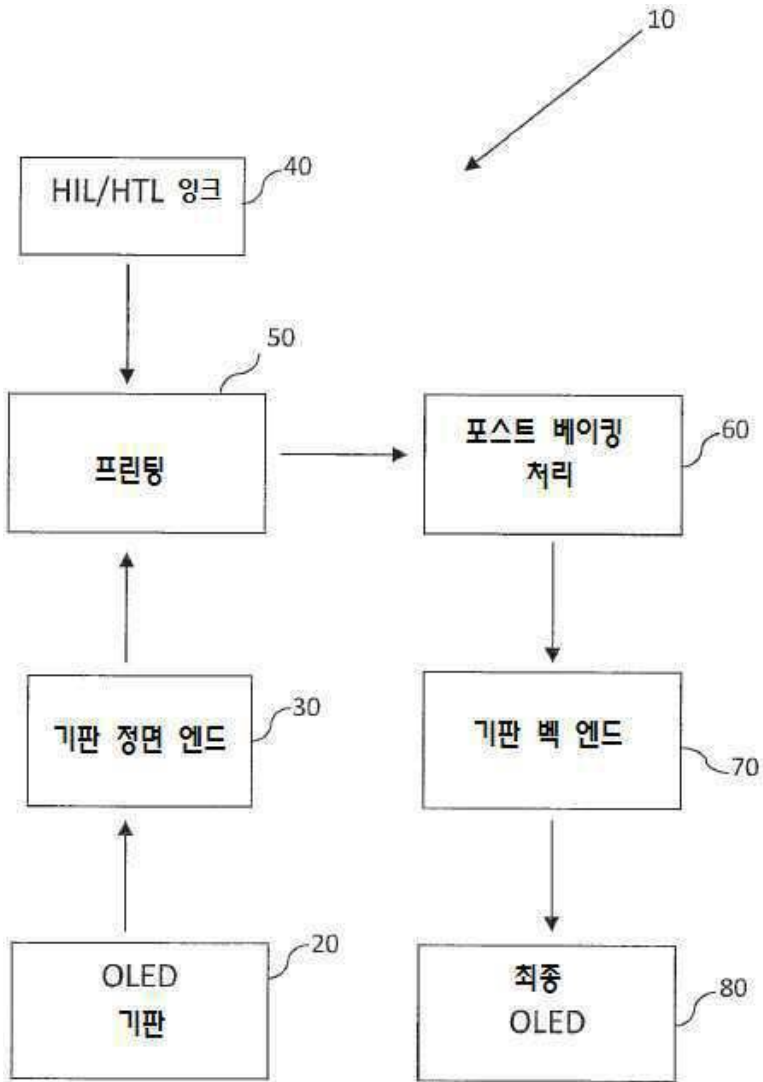 10
HIL/HTL 잉크
40
50
프린팅
포스트 베이킹
처리
60
기판 정면 엔드
30
기판 벡 엔드
70
OLED
기판
20
최종
OLED
80